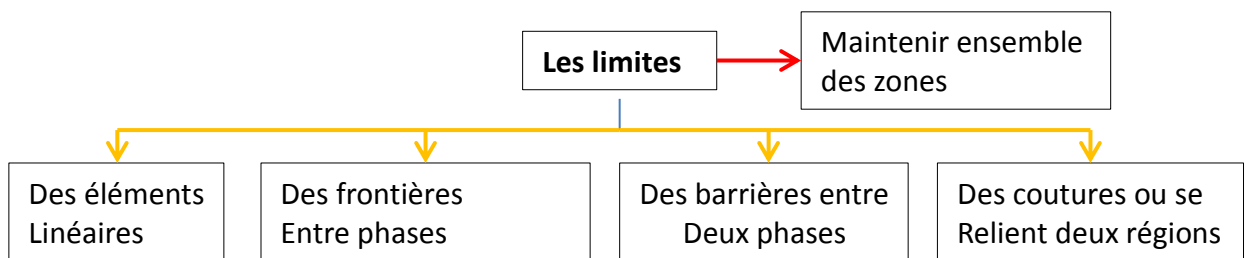 Les limites
Maintenir ensemble
des zones
Des éléments
Linéaires
Des frontières
Entre phases
Des barrières entre
Deux phases
Des coutures ou se
Relient deux régions